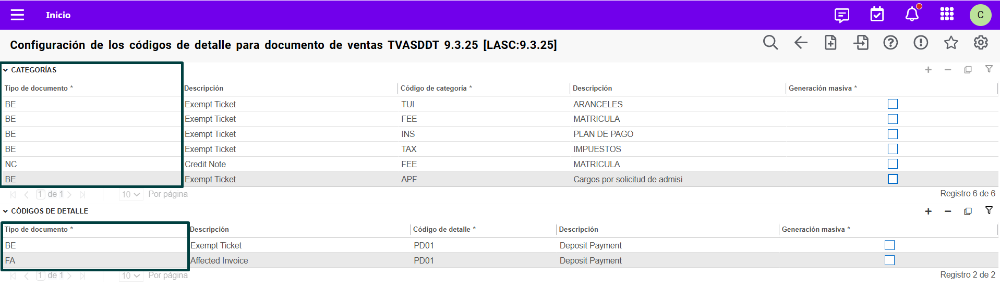 Inicio
C
Configuración de los códigos de detalle para documento de ventas TVASDDT 9.3.25 [LASC:9.3.25]
CATEGORÍAS
Tipo de documento * Descripción Código de categoría * Descripción Generación masiva *
BE Exempt Ticket TUI ARANCELES
BE Exempt Ticket FEE MATRICULA
BE Exempt Ticket INS PLAN DE PAGO
BE Exempt Ticket TAX IMPUESTOS
NC Credit Note FEE MATRICULA
BE Exempt Ticket APF Cargos por solicitud de admisi
1 de 1 10 Por página Registro 6 de 6
CÓDIGOS DE DETALLE
Tipo de documento * Descripción Código de detalle * Descripción Generación masiva *
BE Exempt Ticket PD01 Deposit Payment
FA Affected Invoice PD01 Deposit Payment
1 de 1 10 Por página Registro 2 de 2